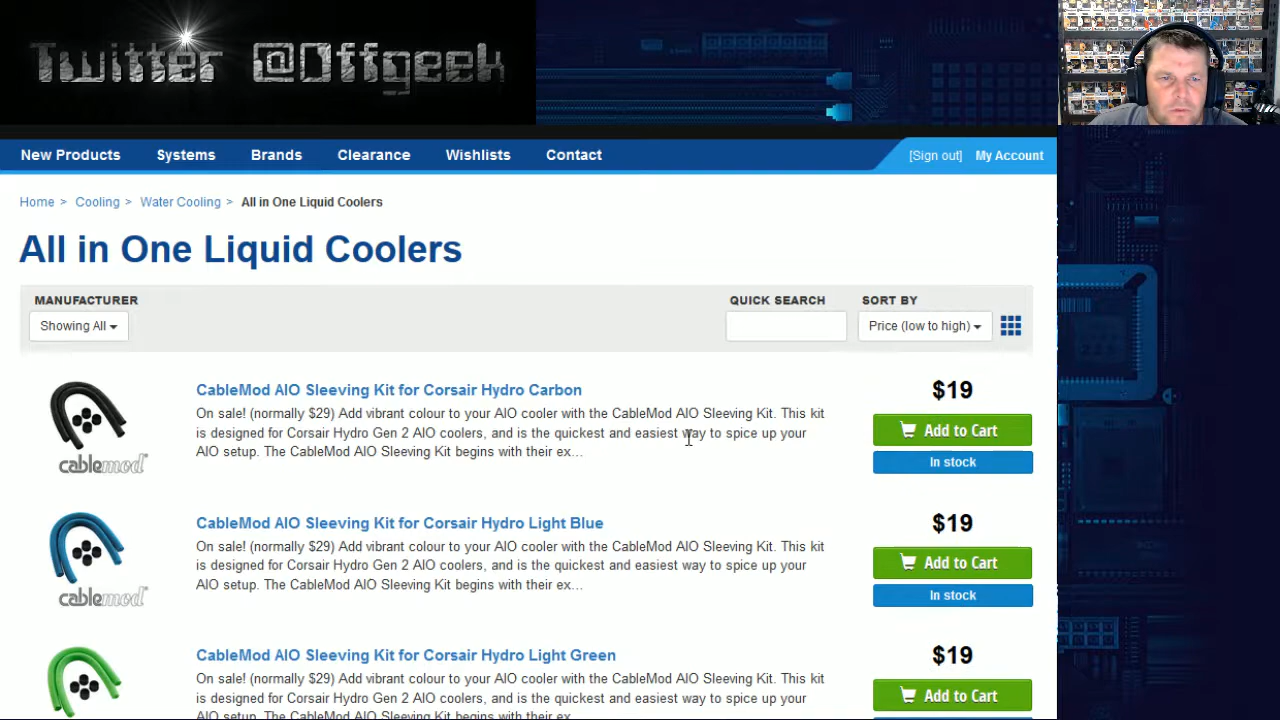 Twitter @Offgeek
New Products Systems Brands Clearance Wishlists Contact [Sign out] My Account
Home > Cooling > Water Cooling > All in One Liquid Coolers
All in One Liquid Coolers
MANUFACTURER QUICK SEARCH SORT BY
Showing All Price (low to high)
CableMod AIO Sleeving Kit for Corsair Hydro Carbon
On sale! (normally $29) Add vibrant colour to your AIO cooler with the CableMod AIO Sleeving Kit. This kit
is designed for Corsair Hydro Gen 2 AIO coolers, and is the quickest and easiest way to spice up your
AIO setup. The CableMod AIO Sleeving Kit begins with their ex...
cablemod
$19
Add to Cart
In stock
CableMod AIO Sleeving Kit for Corsair Hydro Light Blue
On sale! (normally $29) Add vibrant colour to your AIO cooler with the CableMod AIO Sleeving Kit. This kit
is designed for Corsair Hydro Gen 2 AIO coolers, and is the quickest and easiest way to spice up your
AIO setup. The CableMod AIO Sleeving Kit begins with their ex...
cablemod
$19
Add to Cart
In stock
CableMod AIO Sleeving Kit for Corsair Hydro Light Green
On sale! (normally $29) Add vibrant colour to your AIO cooler with the CableMod AIO Sleeving Kit. This kit
is designed for Corsair Hydro Gen 2 AIO coolers, and is the quickest and easiest way to spice up your
AIO setup. The CableMod AIO Sleeving Kit begins with their ex...
$19
Add to Cart